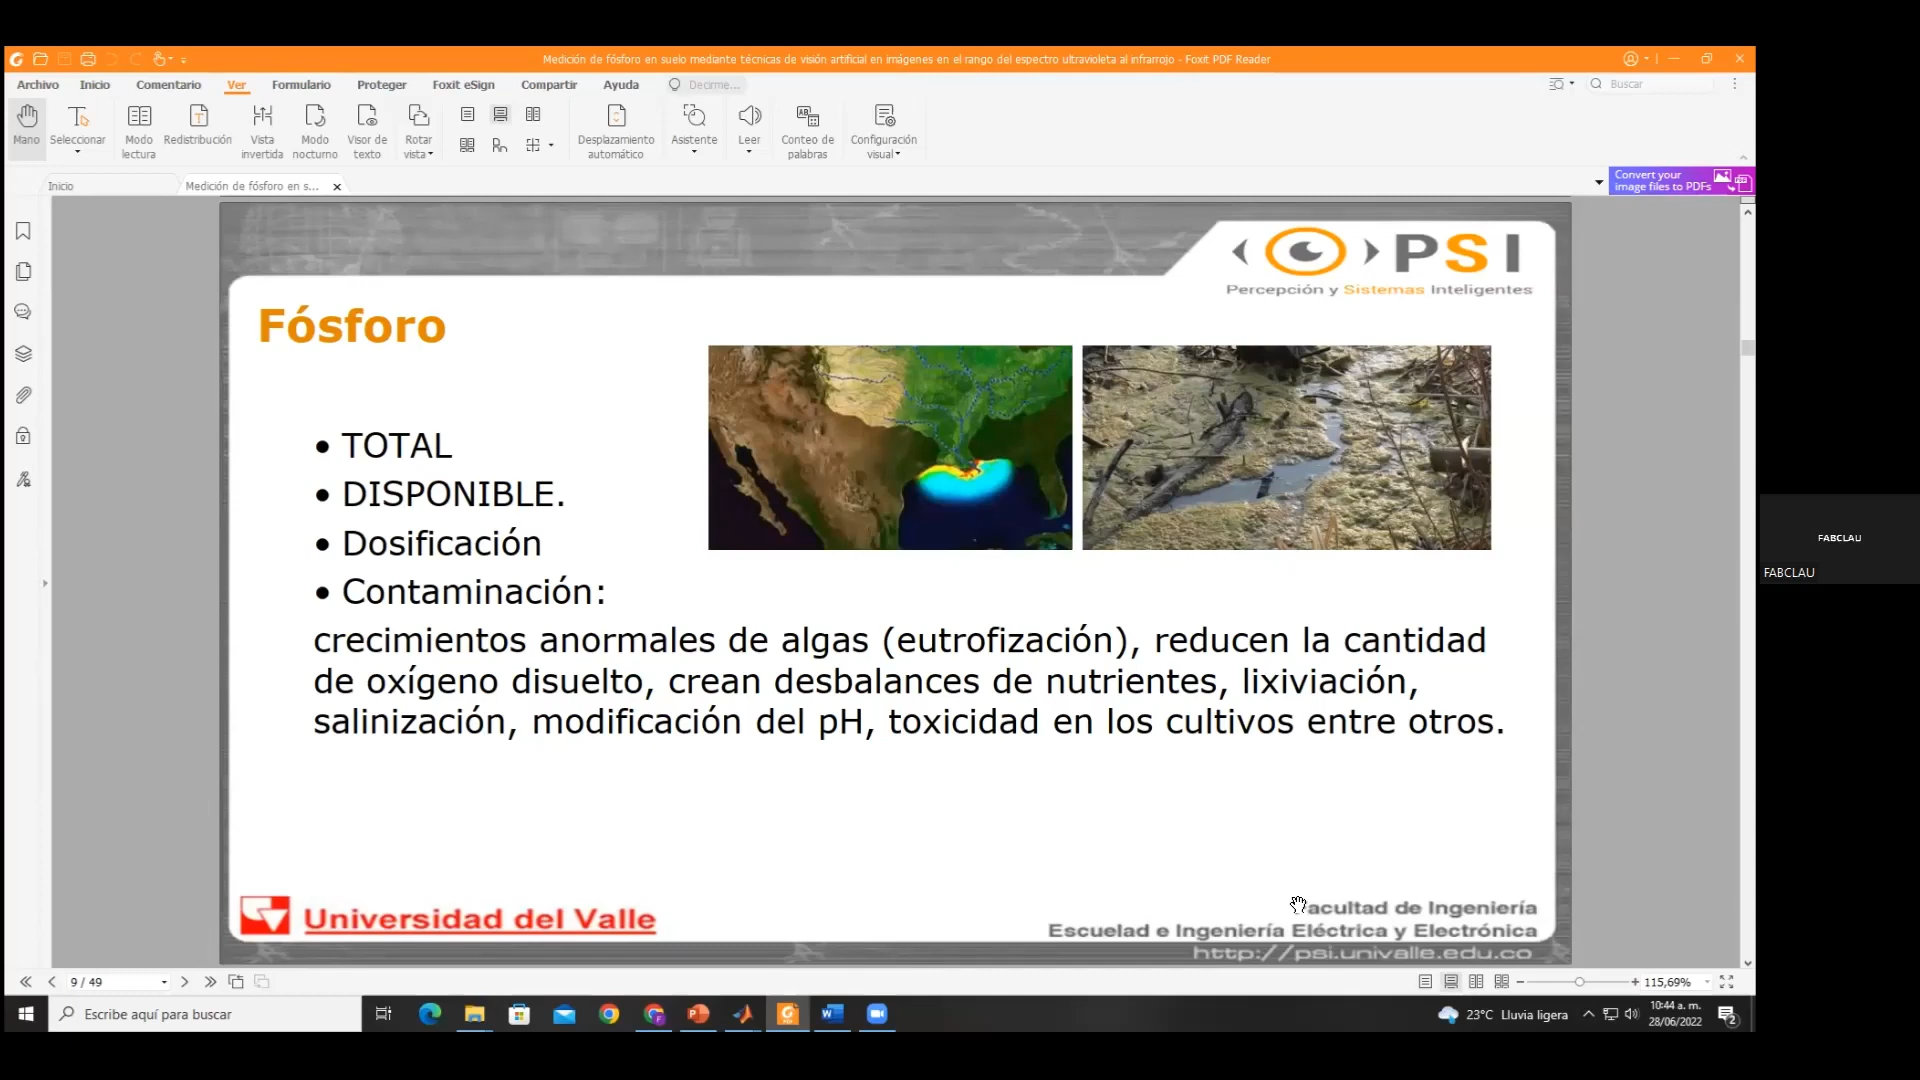 Medición de fósforo en suelo mediante técnicas de visión artificial en imágenes en el rango del espectro ultravioleta al infrarrojo - Foxit PDF Reader
Archivo Inicio Comentario Ver Formulario Proteger Foxit eSign Compartir Ayuda Decirme... Buscar
Mano Seleccionar Modo lectura Redistribución Vista invertida Modo nocturno Visor de texto Rotar vista Desplazamiento automático Asistente Leer Conteo de palabras Configuración visual
Inicio Medición de fósforo en s...
Convert your
image files to PDFs
PSI
Percepción y Sistemas Inteligentes
Fósforo
• TOTAL
• DISPONIBLE.
• Dosificación
• Contaminación:
crecimientos anormales de algas (eutrofización), reducen la cantidad
de oxígeno disuelto, crean desbalances de nutrientes, lixiviación,
salinización, modificación del pH, toxicidad en los cultivos entre otros.
Universidad del Valle
acultad de Ingeniería
Escuelad e Ingeniería Eléctrica y Electrónica
http://psi.univalle.edu.co
FABCLAU
FABCLAU
9 / 49
115,69%
Escribe aquí para buscar
23°C Lluvia ligera
10:44 a. m.
28/06/2022
2